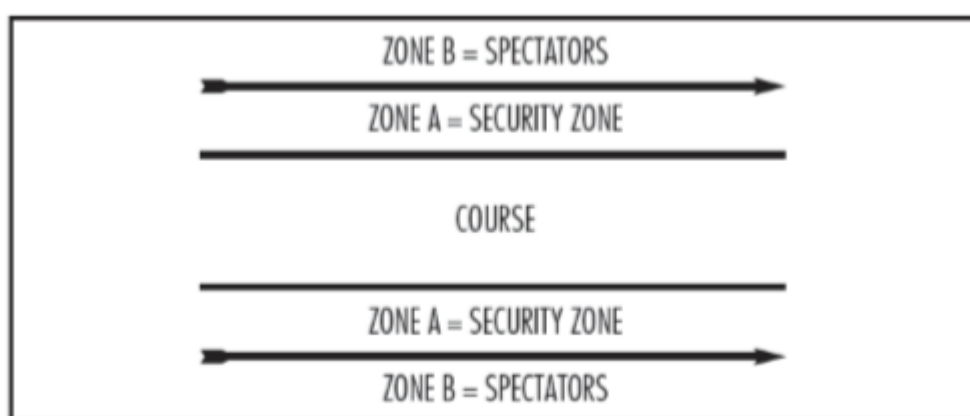 ZONE B = SPECTATORS
ZONE A = SECURITY ZONE
COURSE
ZONE A = SECURITY ZONE
ZONE B = SPECTATORS